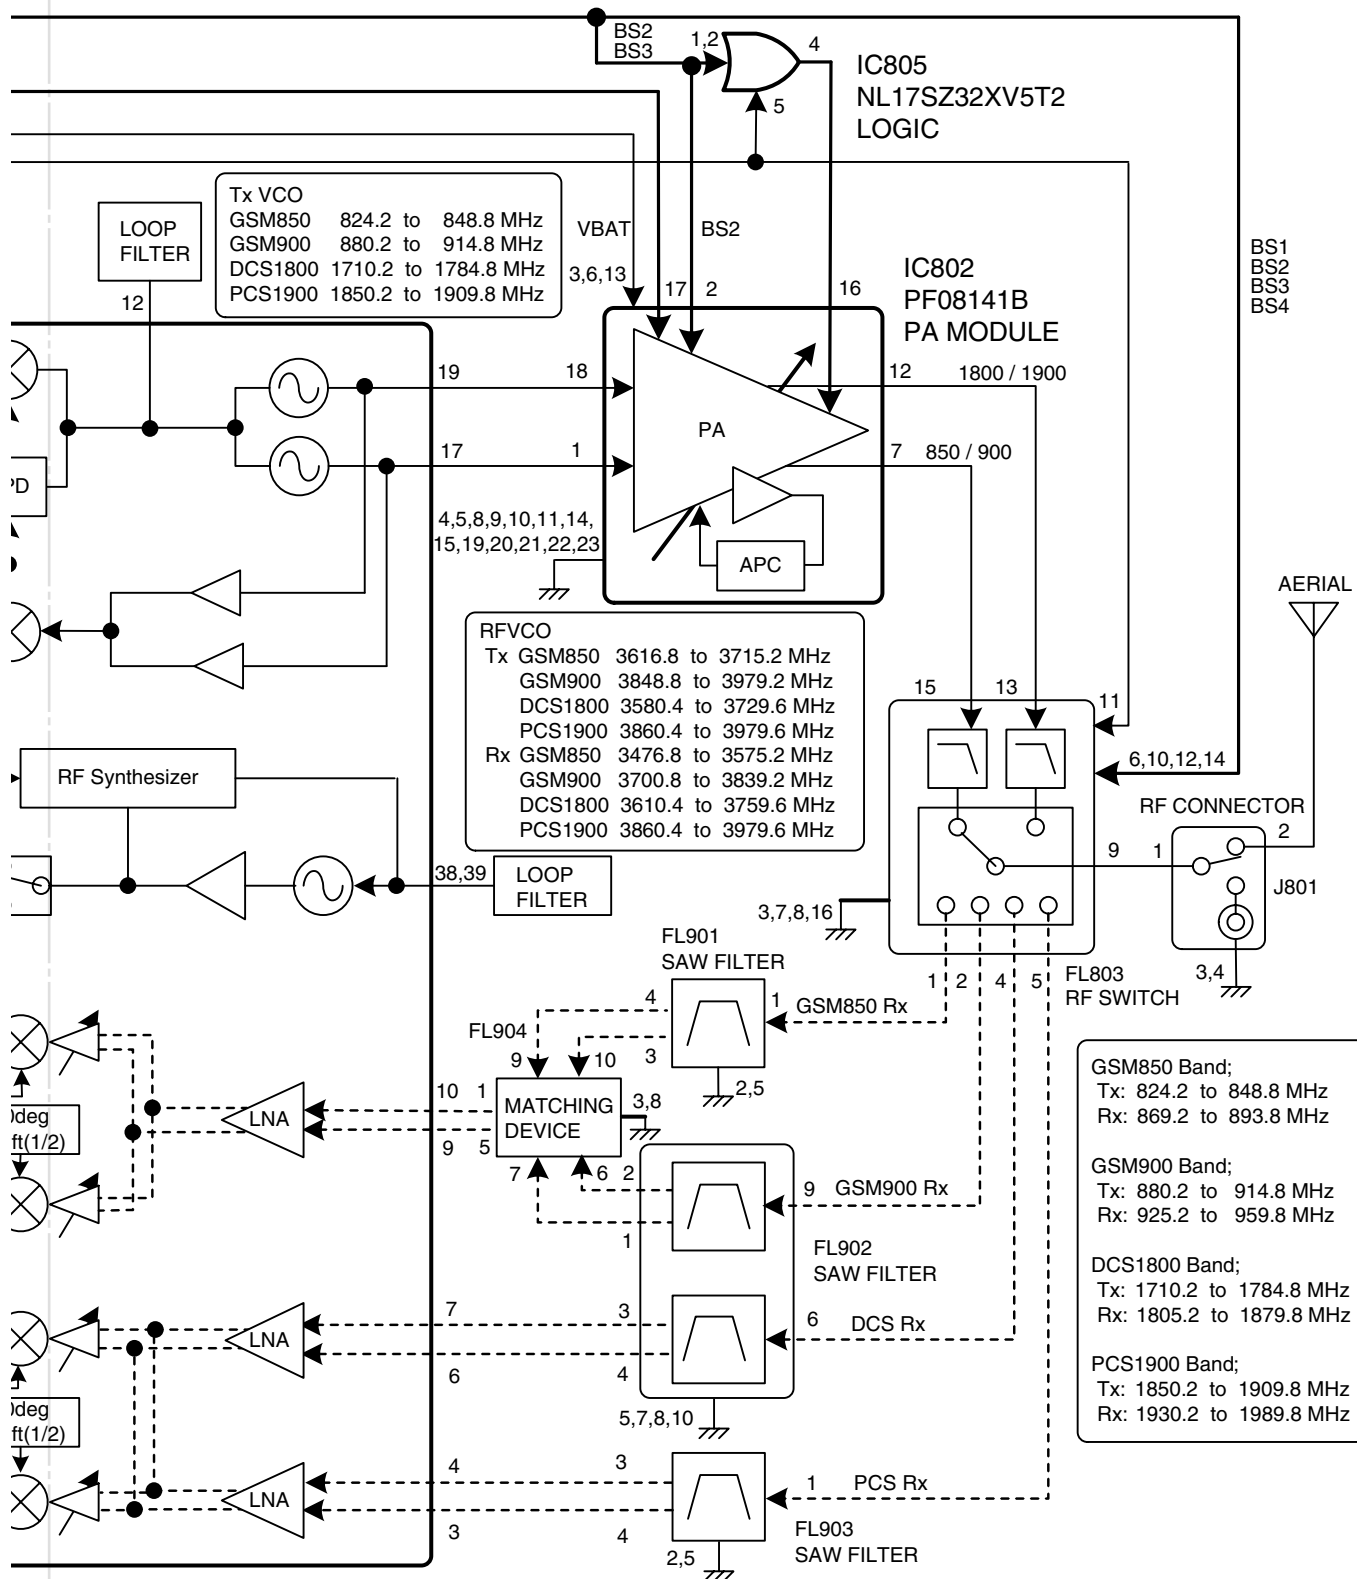 BS2
BS3
1,2
4
5
IC805
NL17SZ32XV5T2
LOGIC
Tx VCO
GSM850 824.2 to 848.8 MHz
GSM900 880.2 to 914.8 MHz
DCS1800 1710.2 to 1784.8 MHz
PCS1900 1850.2 to 1909.8 MHz
LOOP
FILTER
12
VBAT
BS2
3,6,13
17
2
16
IC802
PF08141B
PA MODULE
BS1
BS2
BS3
BS4
19
18
12
1800 / 1900
PA
17
1
7
850 / 900
PD
4,5,8,9,10,11,14,
15,19,20,21,22,23
APC
AERIAL
RFVCO
Tx GSM850 3616.8 to 3715.2 MHz
GSM900 3848.8 to 3979.2 MHz
DCS1800 3580.4 to 3729.6 MHz
PCS1900 3860.4 to 3979.6 MHz
Rx GSM850 3476.8 to 3575.2 MHz
GSM900 3700.8 to 3839.2 MHz
DCS1800 3610.4 to 3759.6 MHz
PCS1900 3860.4 to 3979.6 MHz
15
13
11
6,10,12,14
RF Synthesizer
RF CONNECTOR
2
9
1
J801
38,39
LOOP
FILTER
3,7,8,16
3,4
FL901
SAW FILTER
1
2
4
5
FL803
RF SWITCH
4
1
GSM850 Rx
3
2,5
FL904
9
10
10
1
MATCHING
DEVICE
3,8
9
5
7
6
2
LNA
0deg
ft(1/2)
9
GSM900 Rx
1
FL902
SAW FILTER
GSM850 Band;
Tx: 824.2 to 848.8 MHz
Rx: 869.2 to 893.8 MHz
GSM900 Band;
Tx: 880.2 to 914.8 MHz
Rx: 925.2 to 959.8 MHz
DCS1800 Band;
Tx: 1710.2 to 1784.8 MHz
Rx: 1805.2 to 1879.8 MHz
PCS1900 Band;
Tx: 1850.2 to 1909.8 MHz
Rx: 1930.2 to 1989.8 MHz
7
3
6
DCS Rx
LNA
6
4
0deg
ft(1/2)
5,7,8,10
4
3
1
PCS Rx
LNA
3
4
FL903
SAW FILTER
2,5